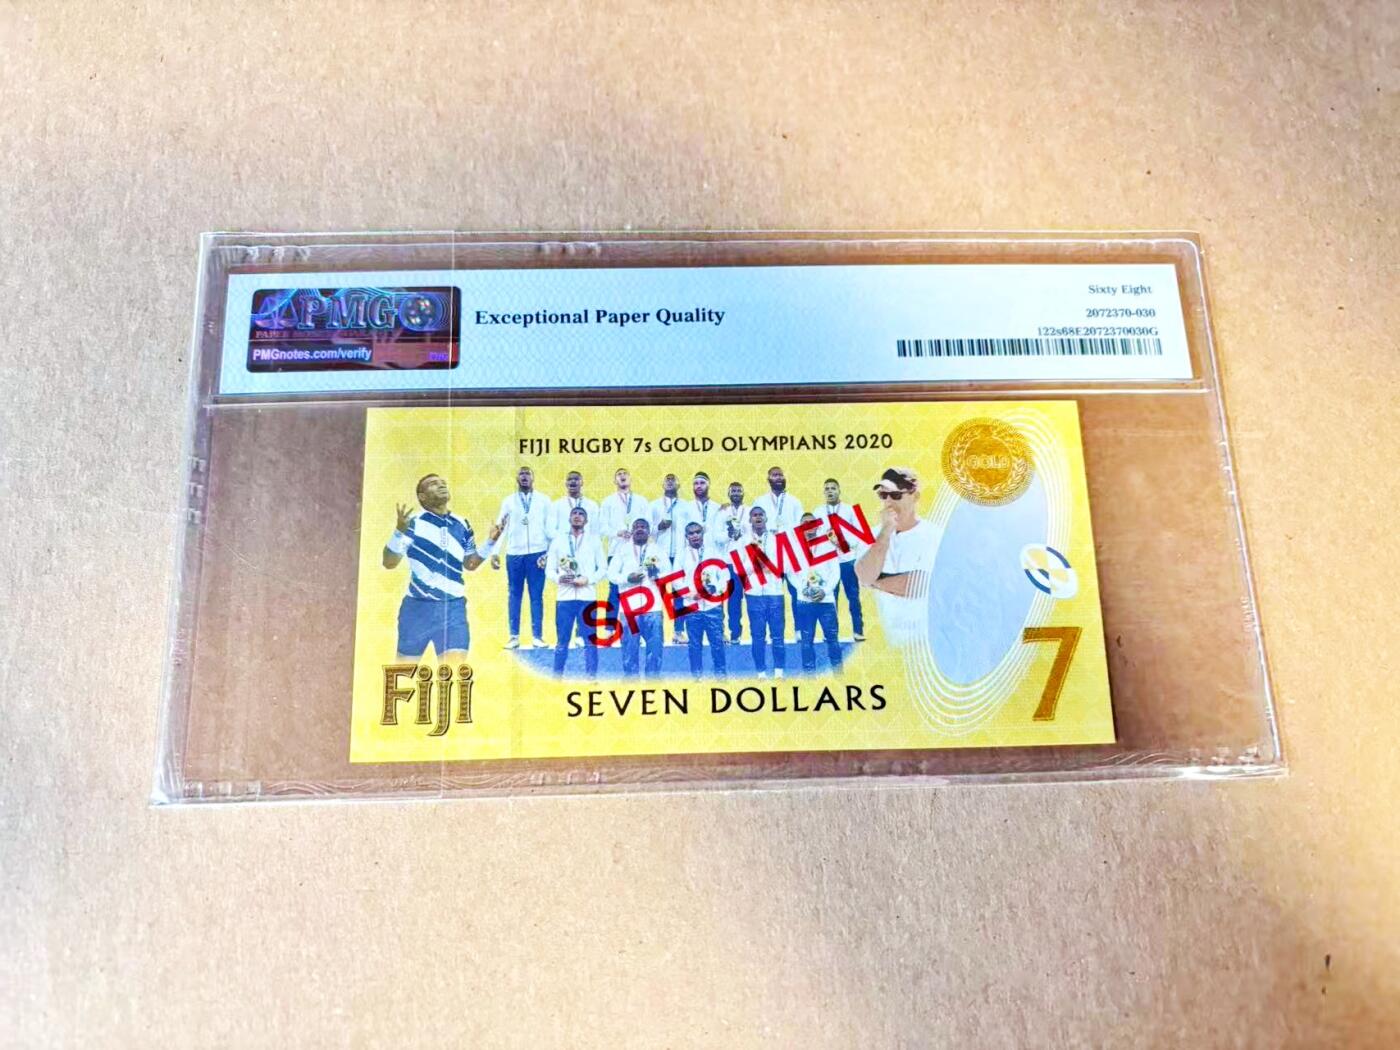 PMG
PMGnotes.com/verify
Exceptional Paper Quality
Sixty Eight
2072370-030
122s68E2072370030G
FIJI RUGBY 7s GOLD OLYMPIANS 2020
GOLD
SPECIMEN
Fiji
SEVEN DOLLARS
7